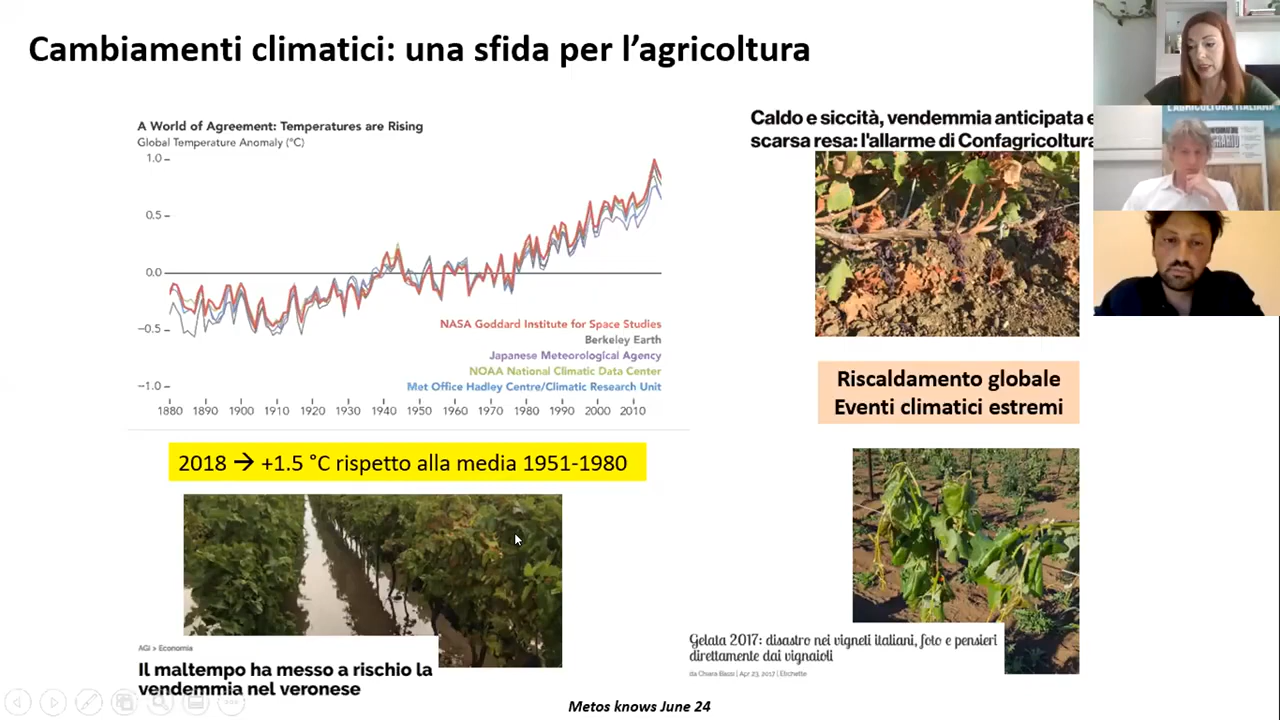 Cambiamenti climatici: una sfida per l’agricoltura
A World of Agreement: Temperatures are Rising
Global Temperature Anomaly (°C)
1.0
0.5
0.0
−0.5
−1.0
NASA Goddard Institute for Space Studies
Berkeley Earth
Japanese Meteorological Agency
NOAA National Climatic Data Center
Met Office Hadley Centre/Climatic Research Unit
1880 1890 1900 1910 1920 1930 1940 1950 1960 1970 1980 1990 2000 2010
2018 → +1.5 °C rispetto alla media 1951-1980
AGI > Economia
Il maltempo ha messo a rischio la
vendemmia nel veronese
Caldo e siccità, vendemmia anticipata e
scarsa resa: l'allarme di Confagricoltura
L'AGRICOLTURA ITALIANA
Riscaldamento globale
Eventi climatici estremi
Gelata 2017: disastro nei vigneti italiani, foto e pensieri
direttamente dai vignaioli
da Chiara Bassi | Apr 23, 2017 | Etichette
Metos knows June 24